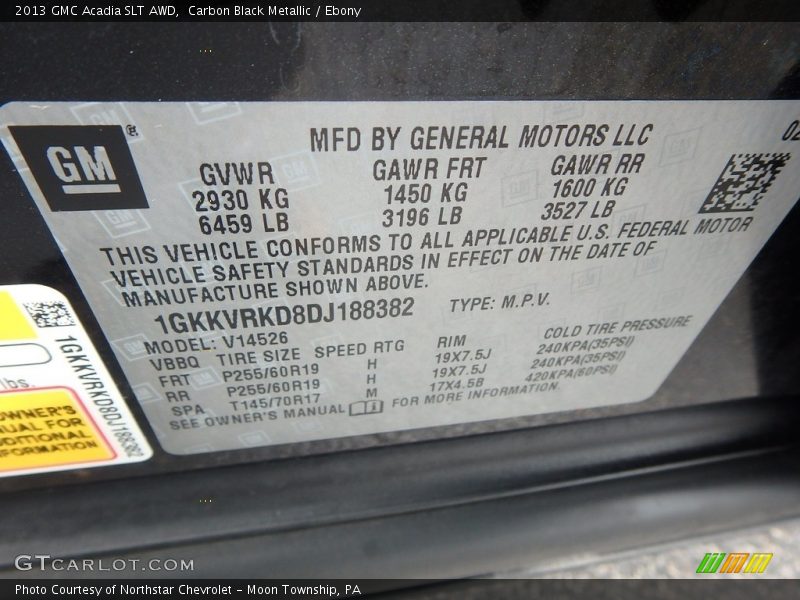 2013 GMC Acadia SLT AWD, Carbon Black Metallic / Ebony
GM
MFD BY GENERAL MOTORS LLC
02
GVWR GAWR FRT GAWR RR
2930 KG 1450 KG 1600 KG
6459 LB 3196 LB 3527 LB
THIS VEHICLE CONFORMS TO ALL APPLICABLE U.S. FEDERAL MOTOR
VEHICLE SAFETY STANDARDS IN EFFECT ON THE DATE OF
MANUFACTURE SHOWN ABOVE.
1GKKVRKD8DJ188382 TYPE: M.P.V.
MODEL: V14526
VBBQ TIRE SIZE SPEED RTG RIM COLD TIRE PRESSURE
FRT P255/60R19 H 19X7.5J 240KPA(35PSI)
RR P255/60R19 H 19X7.5J 240KPA(35PSI)
SPA T145/70R17 M 17X4.5B 420KPA(60PSI)
SEE OWNER'S MANUAL FOR MORE INFORMATION.
1GKKVRKD8DJ188382
lbs.
OWNER'S
UAL FOR
DDITIONAL
FORMATION
GTCARLOT.COM
Photo Courtesy of Northstar Chevrolet - Moon Township, PA